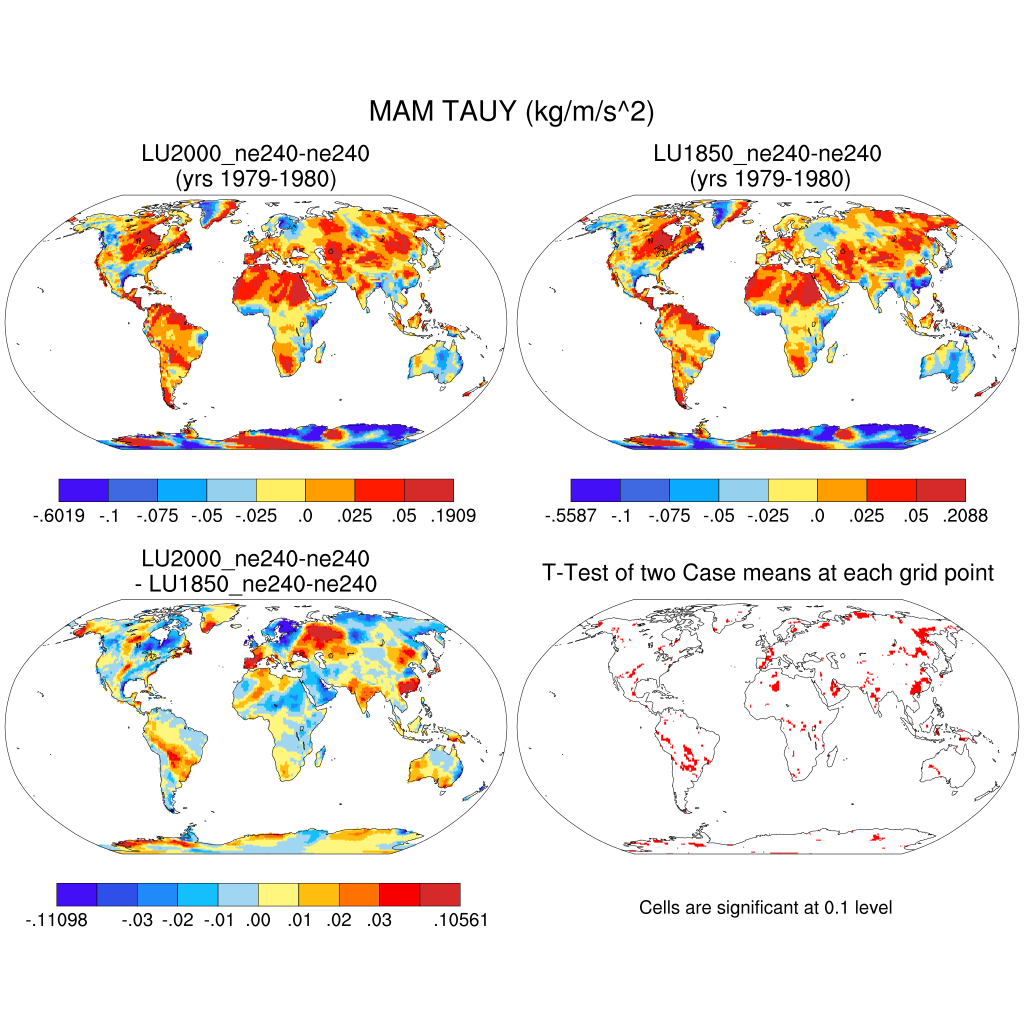 MAM TAUY (kg/m/s^2)
LU2000_ne240-ne240
(yrs 1979-1980)
LU1850_ne240-ne240
(yrs 1979-1980)
-.6019 -.1 -.075 -.05 -.025 .0 .025 .05 .1909
-.5587 -.1 -.075 -.05 -.025 .0 .025 .05 .2088
LU2000_ne240-ne240
- LU1850_ne240-ne240
T-Test of two Case means at each grid point
-.11098 -.03 -.02 -.01 .00 .01 .02 .03 .10561
Cells are significant at 0.1 level